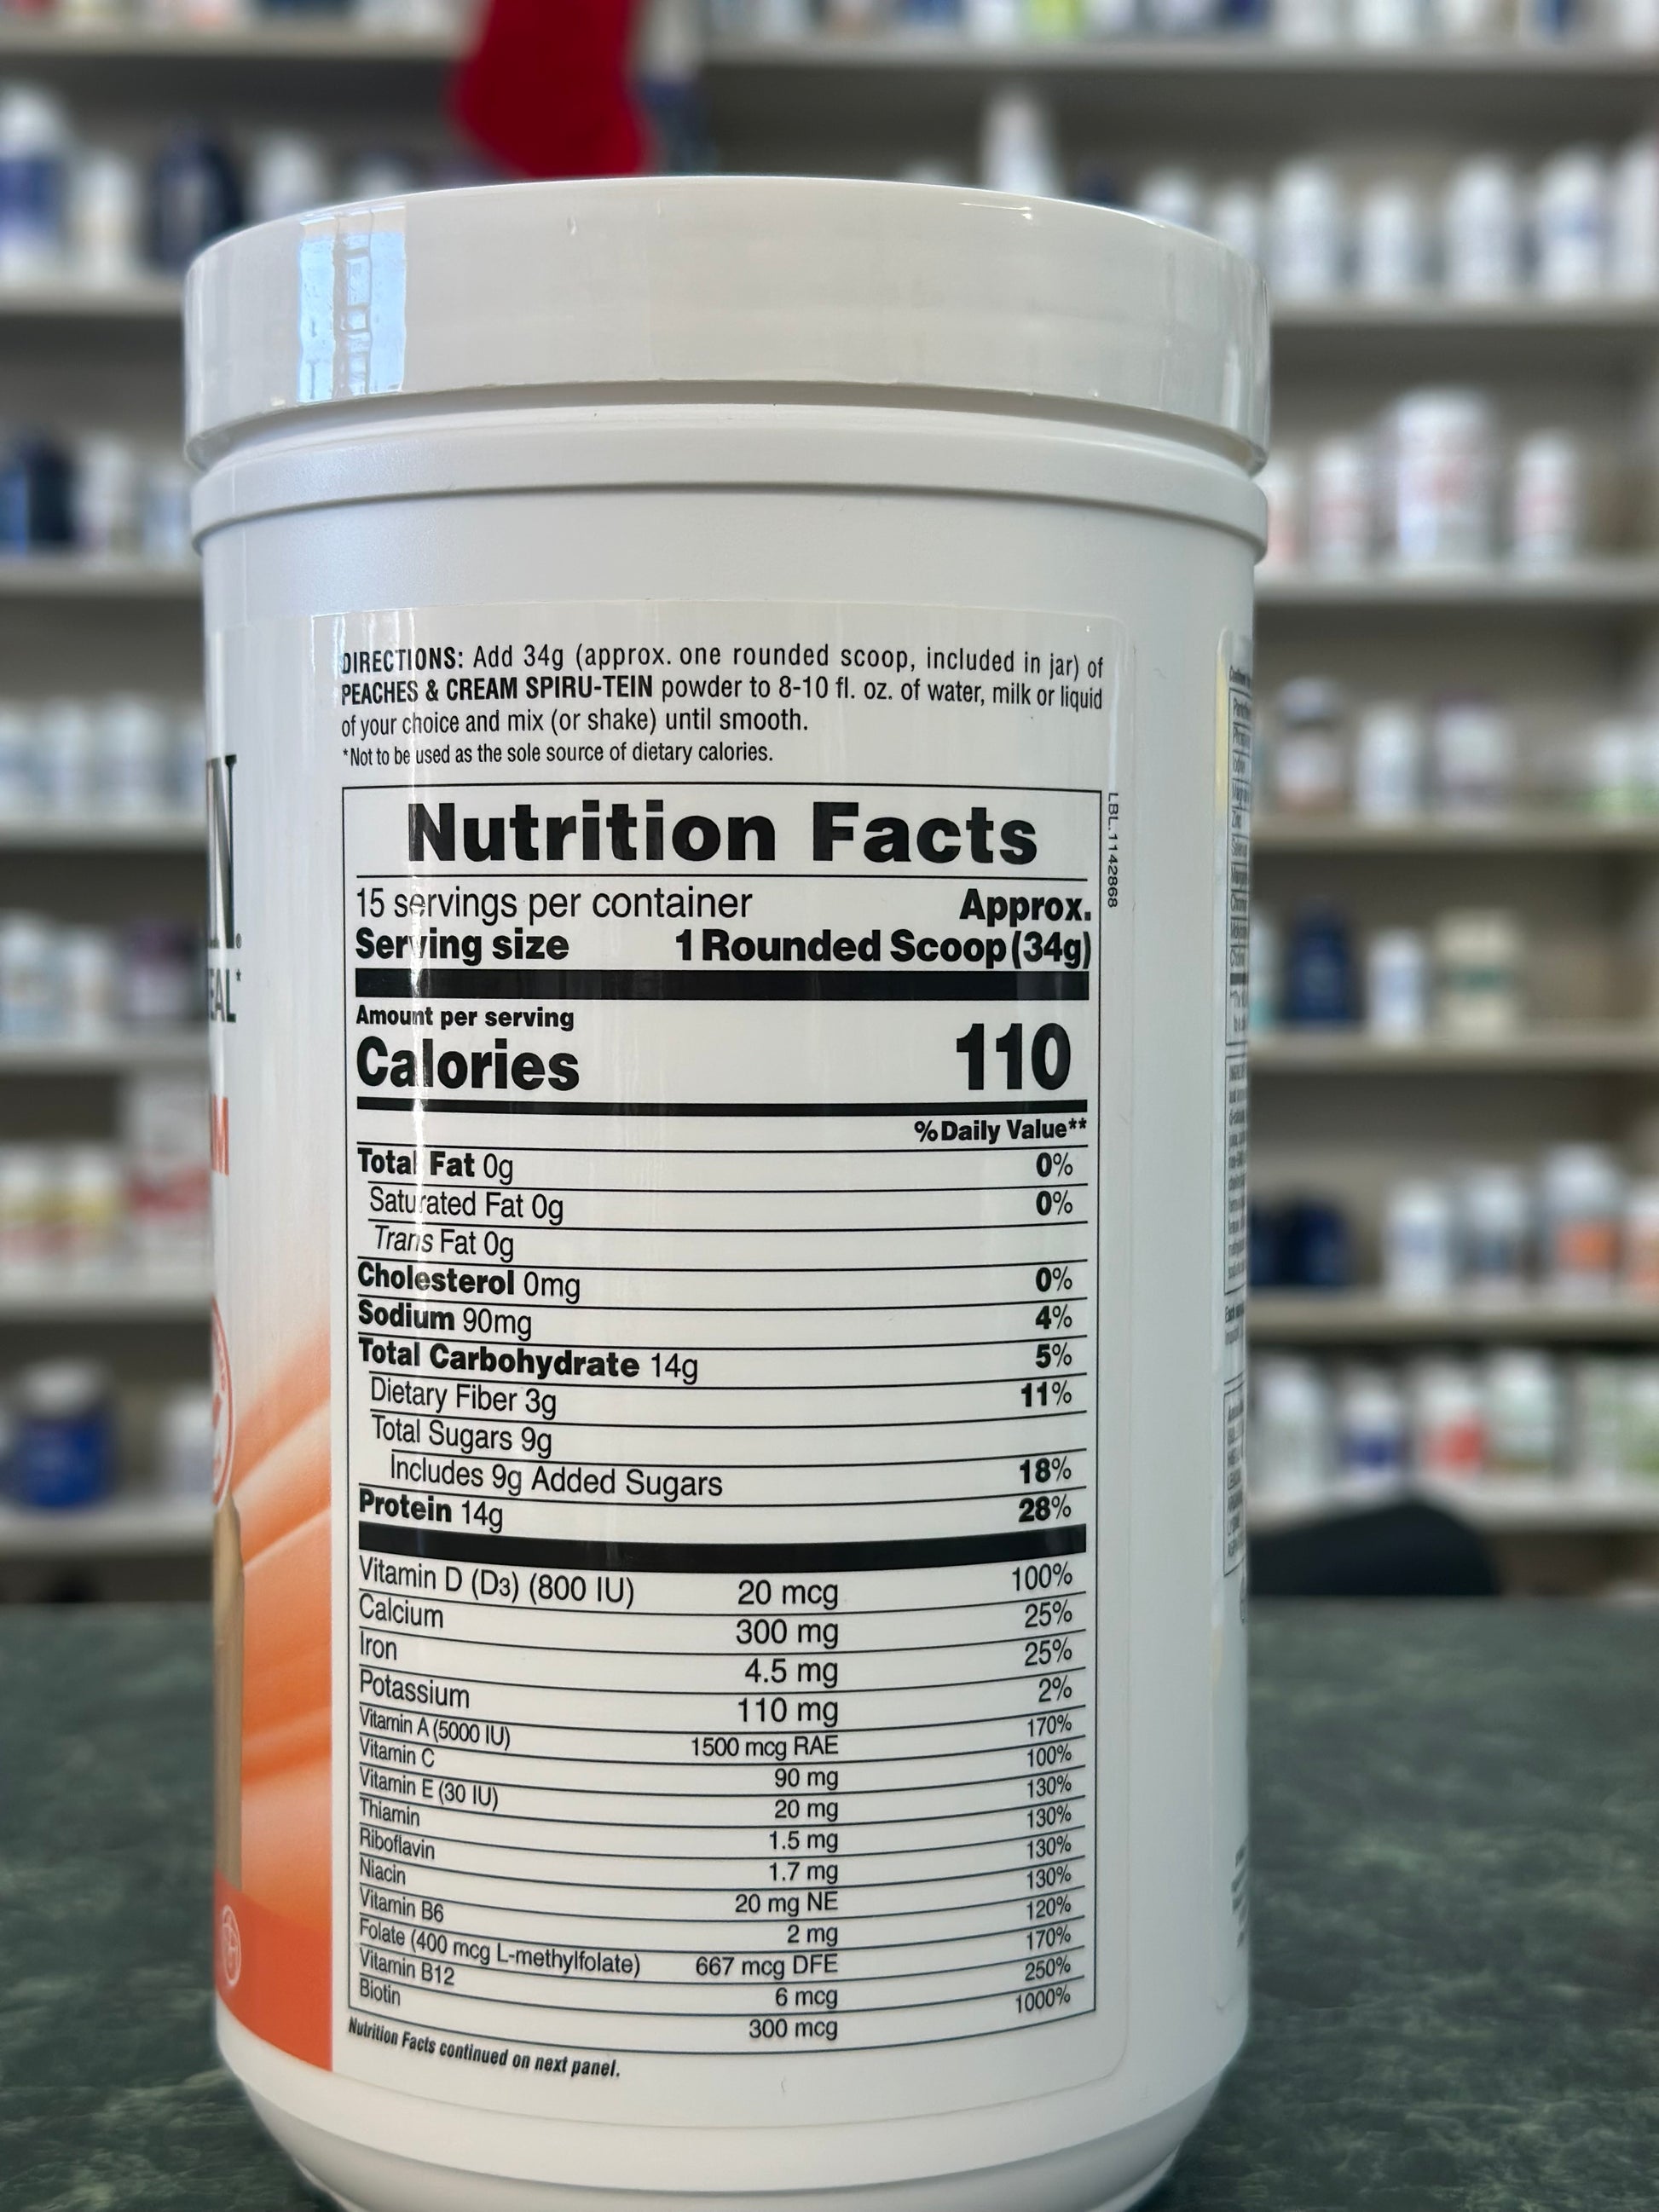 DIRECTIONS: Add 34g (approx. one rounded scoop, included in jar) of
PEACHES & CREAM SPIRU-TEIN powder to 8-10 fl. oz. of water, milk or liquid
of your choice and mix (or shake) until smooth.
*Not to be used as the sole source of dietary calories.
Nutrition Facts
15 servings per container Approx.
Serving size 1 Rounded Scoop (34g)
Amount per serving
Calories 110
% Daily Value**
Total Fat 0g 0%
Saturated Fat 0g 0%
Trans Fat 0g
Cholesterol 0mg 0%
Sodium 90mg 4%
Total Carbohydrate 14g 5%
Dietary Fiber 3g 11%
Total Sugars 9g
Includes 9g Added Sugars 18%
Protein 14g 28%
Vitamin D (D3) (800 IU) 20 mcg 100%
Calcium 300 mg 25%
Iron 4.5 mg 25%
Potassium 110 mg 2%
Vitamin A (5000 IU) 1500 mcg RAE 170%
Vitamin C 90 mg 100%
Vitamin E (30 IU) 20 mg 130%
Thiamin 1.5 mg 130%
Riboflavin 1.7 mg 130%
Niacin 20 mg NE 130%
Vitamin B6 2 mg 120%
Folate (400 mcg L-methylfolate) 667 mcg DFE 170%
Vitamin B12 6 mcg 250%
Biotin 300 mcg 1000%
Nutrition Facts continued on next panel.
LBL.1142868